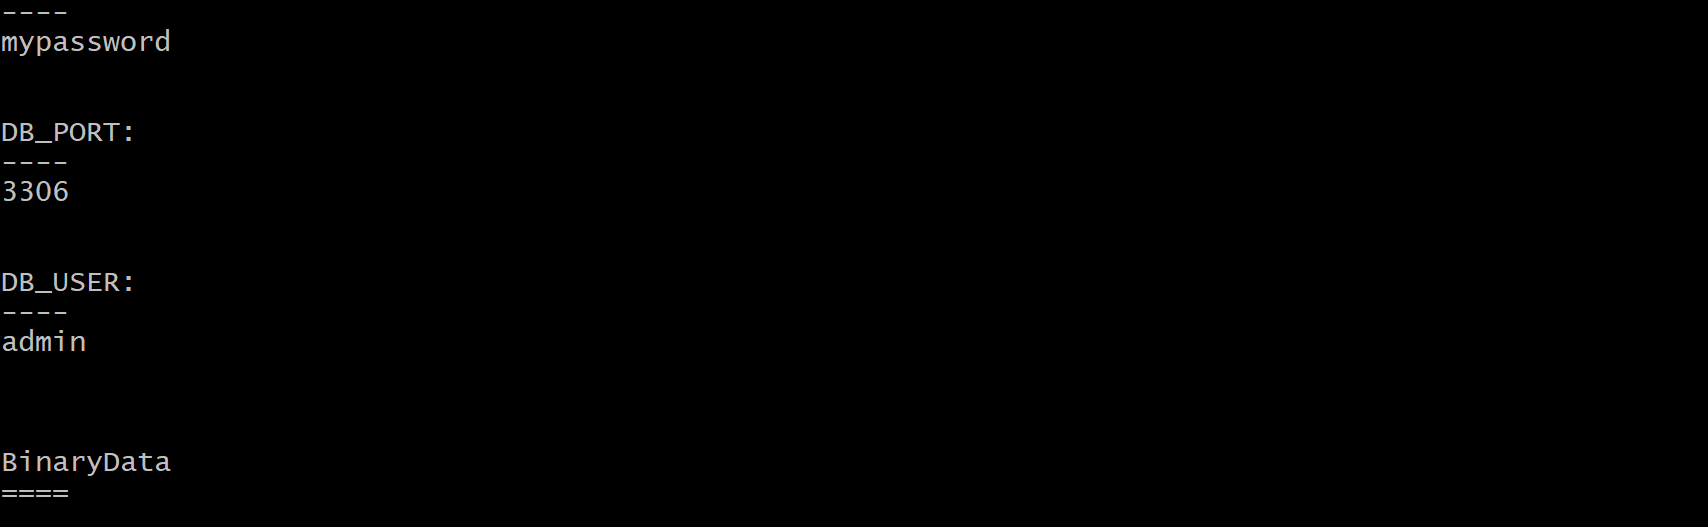 ----
mypassword
DB_PORT:
----
3306
DB_USER:
----
admin
BinaryData
====